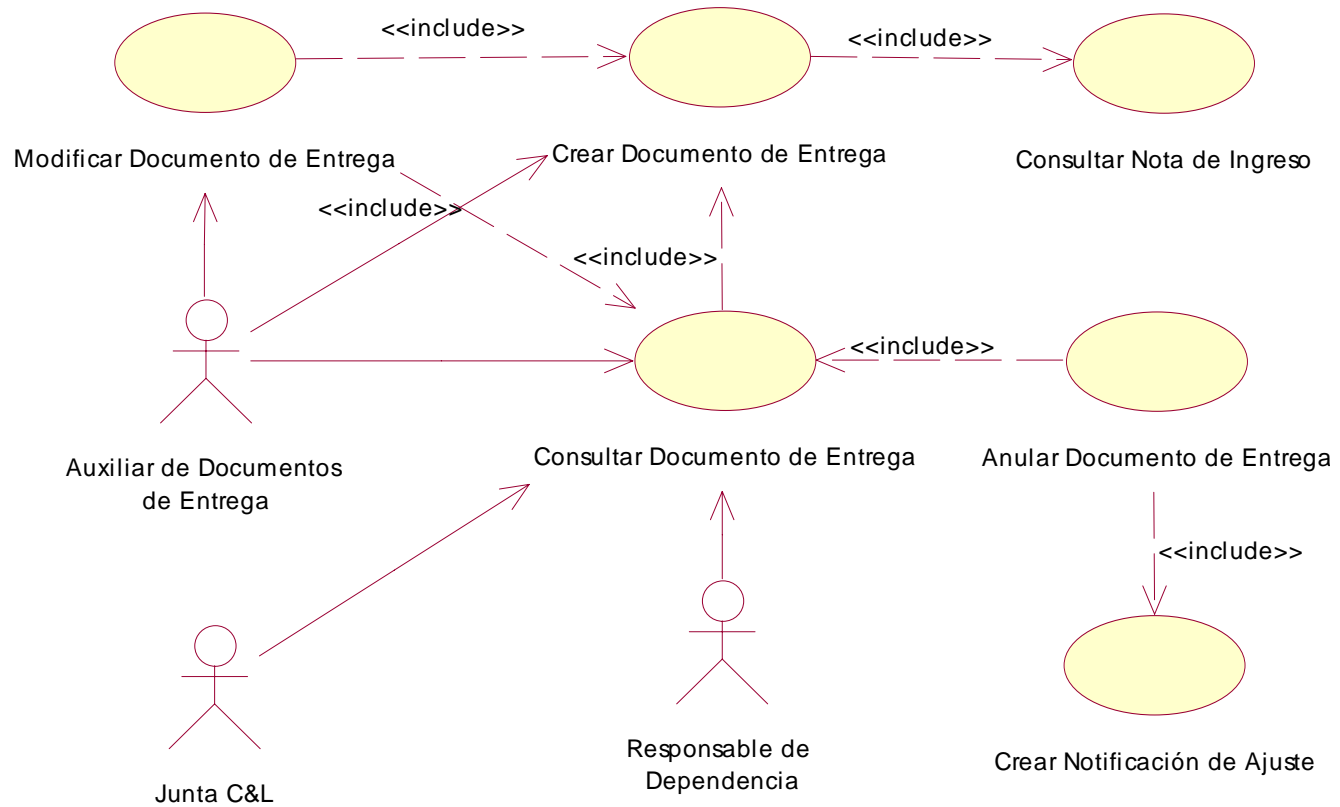 <<include>>
<<include>>
Modificar Documento de Entrega
Crear Documento de Entrega
Consultar Nota de Ingreso
<<include>>
<<include>>
<<include>>
Auxiliar de Documentos
de Entrega
Consultar Documento de Entrega
Anular Documento de Entrega
<<include>>
Responsable de
Dependencia
Crear Notificación de Ajuste
Junta C&L